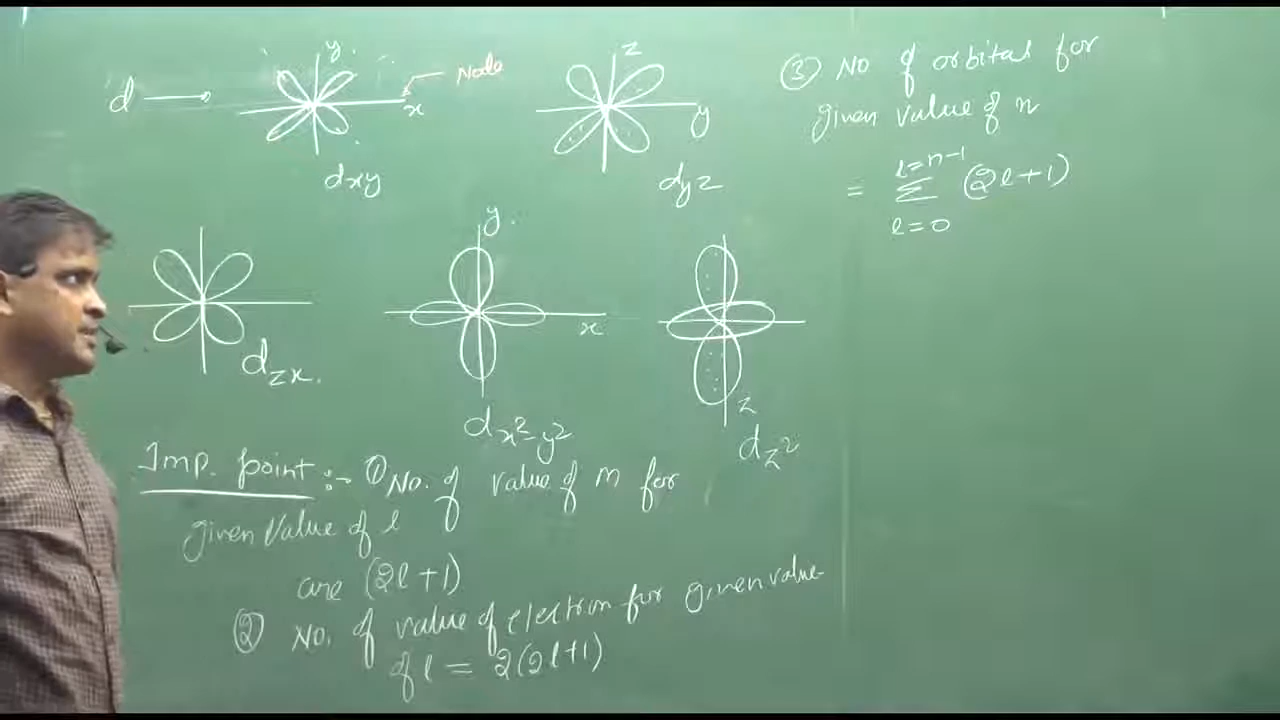 d → y. x Node
dxy
z y
dyz
dzx.
y. x
dx²-y²
z
dz²
Imp. point :- ① No. of value of m for
given value of l
are (2l+1)
② No. of value of electron for given value
of l = 2(2l+1)
③ No of orbital for
given value of n
= l=n-1 Σ l=0 (2l+1)